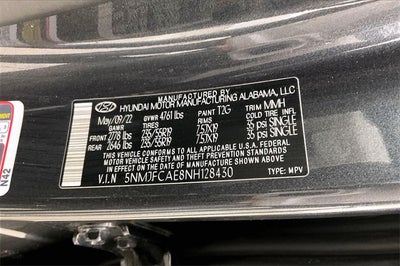 MANUFACTURED BY
HYUNDAI MOTOR MANUFACTURING ALABAMA, LLC
May/09/22 GVWR 4761 lbs PAINT T2G TRIM MMH
GAWR TIRES RIMS COLD TIRE INFL
FRONT 2778 lbs 235/55R19 7.5JX19 35 psi SINGLE
REAR 2646 lbs 235/55R19 7.5JX19 35 psi SINGLE
THIS VEHICLE CONFORMS TO ALL APPLICABLE U.S.A. FEDERAL
MOTOR VEHICLE SAFETY AND THEFT PREVENTION STANDARDS
IN EFFECT ON THE DATE OF MANUFACTURE SHOWN ABOVE.
V.I.N 5NMJFCAE8NH128430 TYPE: MPV
N42